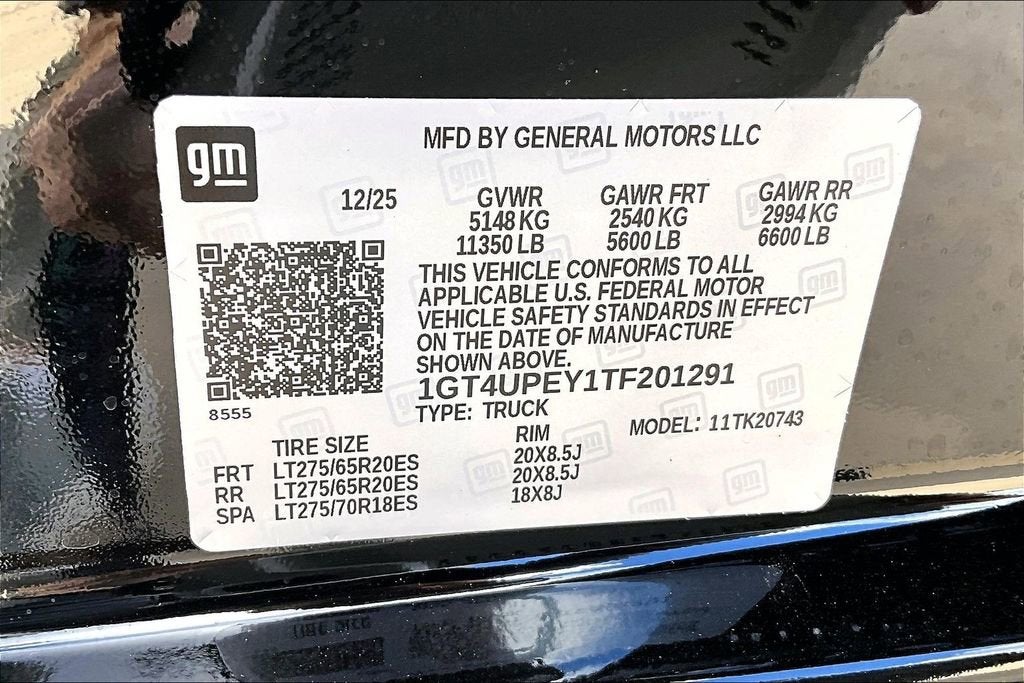 gm
MFD BY GENERAL MOTORS LLC
12/25 GVWR GAWR FRT GAWR RR
5148 KG 2540 KG 2994 KG
11350 LB 5600 LB 6600 LB
THIS VEHICLE CONFORMS TO ALL
APPLICABLE U.S. FEDERAL MOTOR
VEHICLE SAFETY STANDARDS IN EFFECT
ON THE DATE OF MANUFACTURE
SHOWN ABOVE.
1GT4UPEY1TF201291
8555
TYPE: TRUCK MODEL: 11TK20743
TIRE SIZE RIM
FRT LT275/65R20ES 20X8.5J
RR LT275/65R20ES 20X8.5J
SPA LT275/70R18ES 18X8J